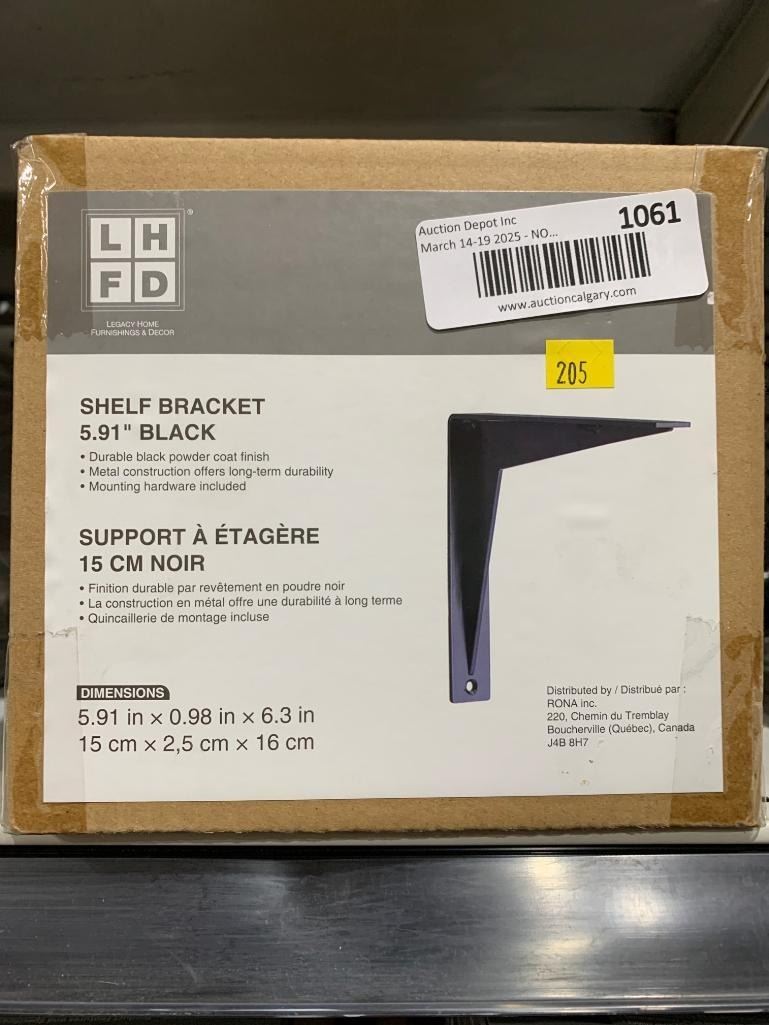 L H
F D
®
LEGACY HOME
FURNISHINGS & DECOR
Auction Depot Inc
1061
March 14-19 2025 - NO...
www.auctioncalgary.com
205
SHELF BRACKET
5.91" BLACK
• Durable black powder coat finish
• Metal construction offers long-term durability
• Mounting hardware included
SUPPORT À ÉTAGÈRE
15 CM NOIR
• Finition durable par revêtement en poudre noir
• La construction en métal offre une durabilité à long terme
• Quincaillerie de montage incluse
DIMENSIONS
5.91 in × 0.98 in × 6.3 in
15 cm × 2,5 cm × 16 cm
Distributed by / Distribué par :
RONA inc.
220, Chemin du Tremblay
Boucherville (Québec), Canada
J4B 8H7